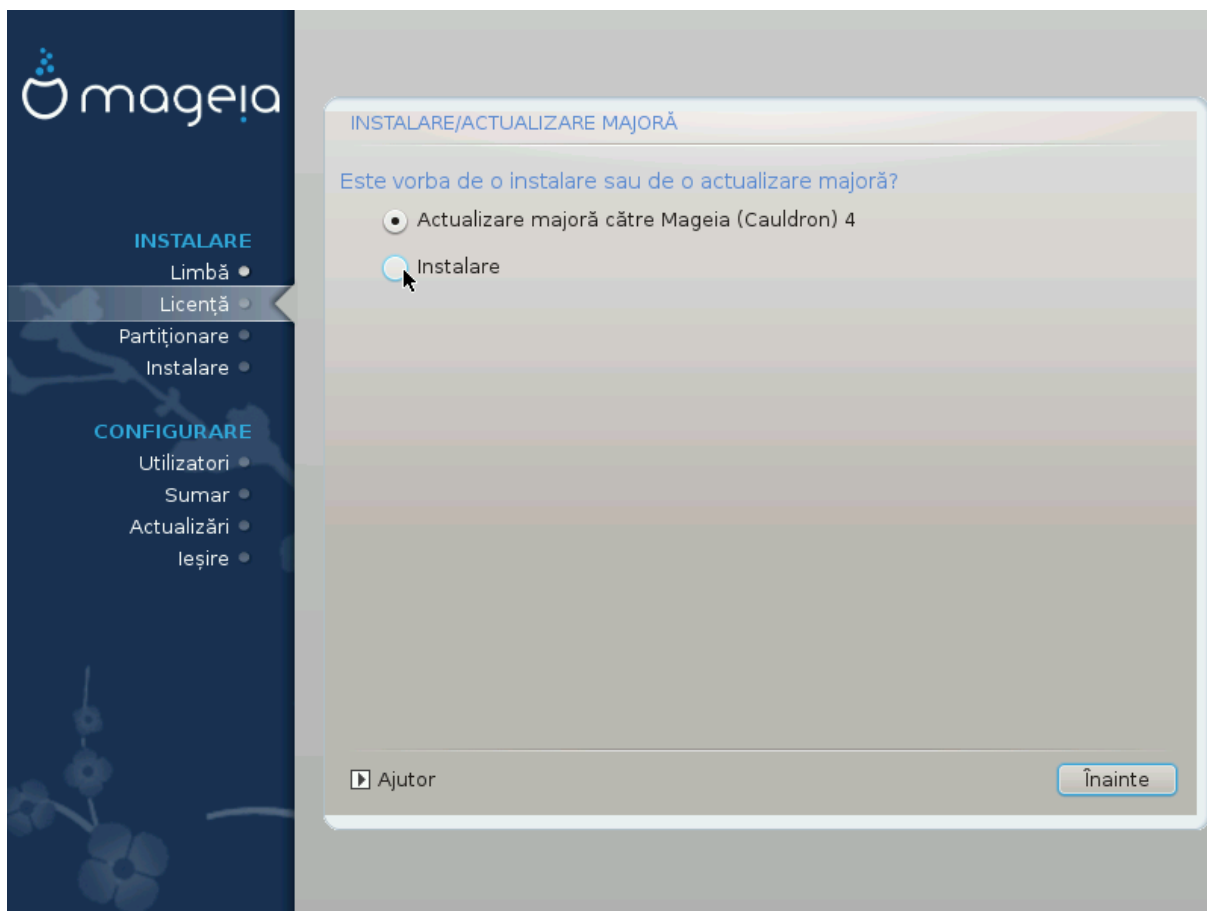 mageia
INSTALARE
Limbă
Licență
Partiționare
Instalare
CONFIGURARE
Utilizatori
Sumar
Actualizări
Ieșire
INSTALARE/ACTUALIZARE MAJORĂ
Este vorba de o instalare sau de o actualizare majoră?
Actualizare majoră către Mageia (Cauldron) 4
Instalare
Ajutor
Înainte